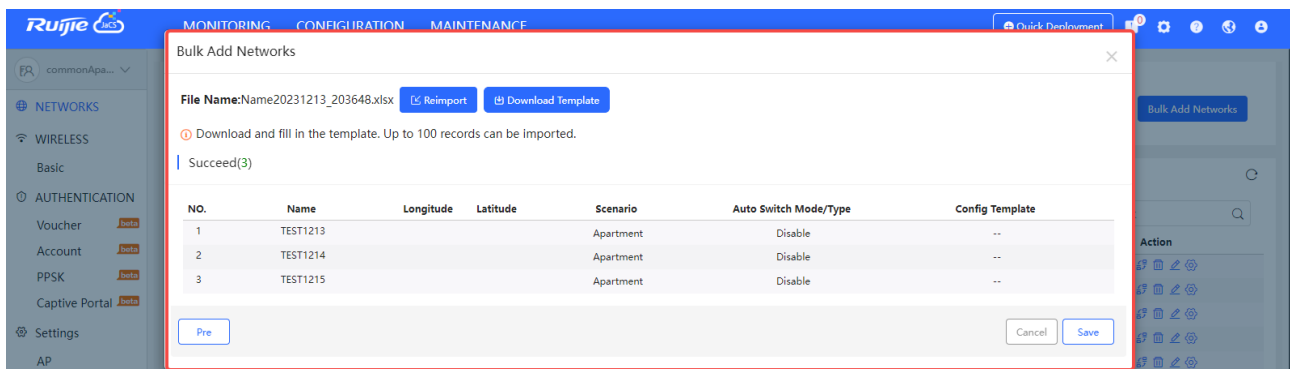 Ruijie JaCS MONITORING CONFIGURATION MAINTENANCE Quick Deployment 0
commonApa...
NETWORKS
WIRELESS
Basic
AUTHENTICATION
Voucher beta
Account beta
PPSK beta
Captive Portal beta
Settings
AP
Bulk Add Networks
File Name:Name20231213_203648.xlsx Reimport Download Template
Download and fill in the template. Up to 100 records can be imported.
Succeed(3)
NO. Name Longitude Latitude Scenario Auto Switch Mode/Type Config Template
1 TEST1213 Apartment Disable --
2 TEST1214 Apartment Disable --
3 TEST1215 Apartment Disable --
Pre Cancel Save
Bulk Add Networks
Action